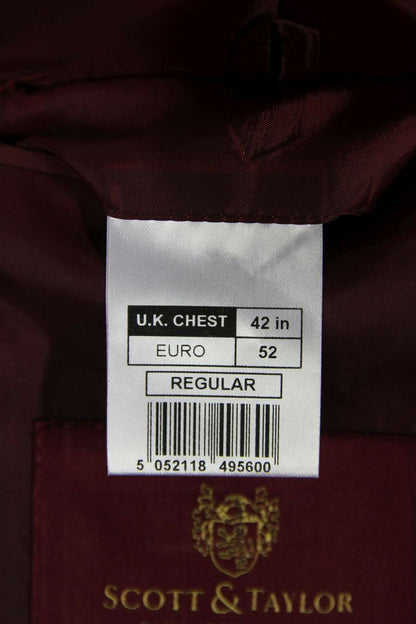 U.K. CHEST 42 in
EURO 52
REGULAR
5 052118 495600
SCOTT & TAYLOR